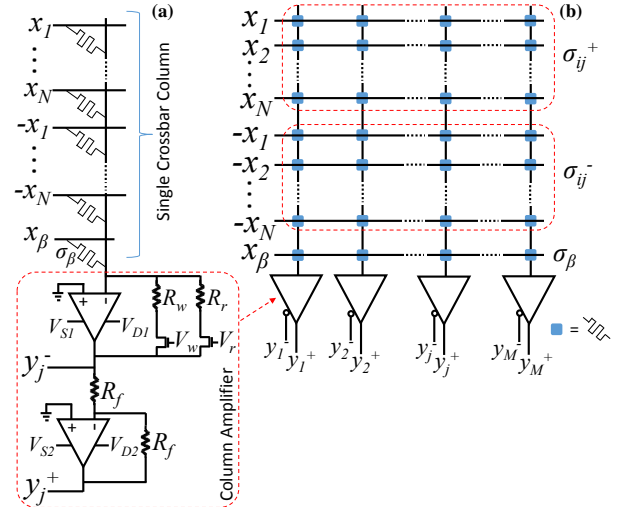 (a)
x1
xN
-x1
-xN
xβ
σβ
Single Crossbar Column
+ -
VS1
VD1
Rw
Rr
Vw
Vr
yj-
Rf
+ -
VS2
VD2
Rf
yj+
Column Amplifier
(b)
x1
x2
xN
σij+
-x1
-x2
-xN
σij-
xβ
σβ
y1- y1+ y2- y2+ yj- yj+ yM- yM+
=